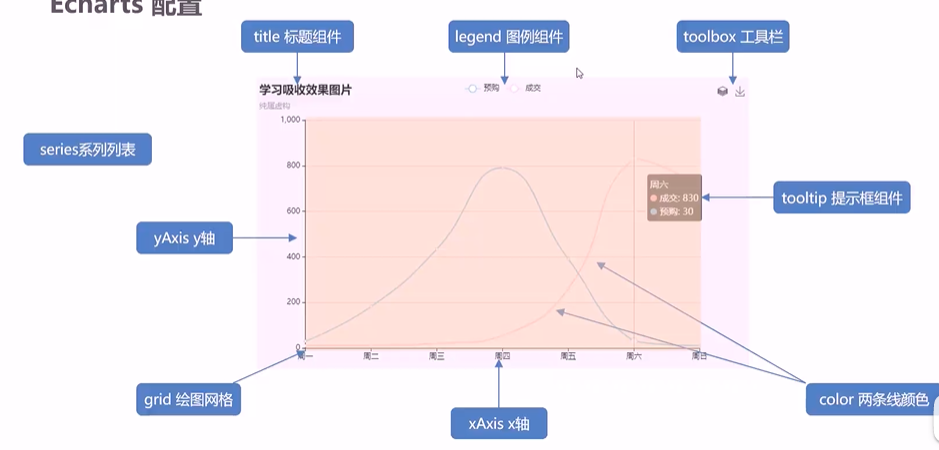 Echarts 配置
title 标题组件
legend 图例组件
toolbox 工具栏
学习吸收效果图片
预购
成交
纯属虚构
series系列列表
1,000
800
600
400
200
0
yAxis y轴
周六
成交: 830
预购: 30
tooltip 提示框组件
周一
周二
周三
周四
周五
周六
周日
grid 绘图网格
xAxis x轴
color 两条线颜色